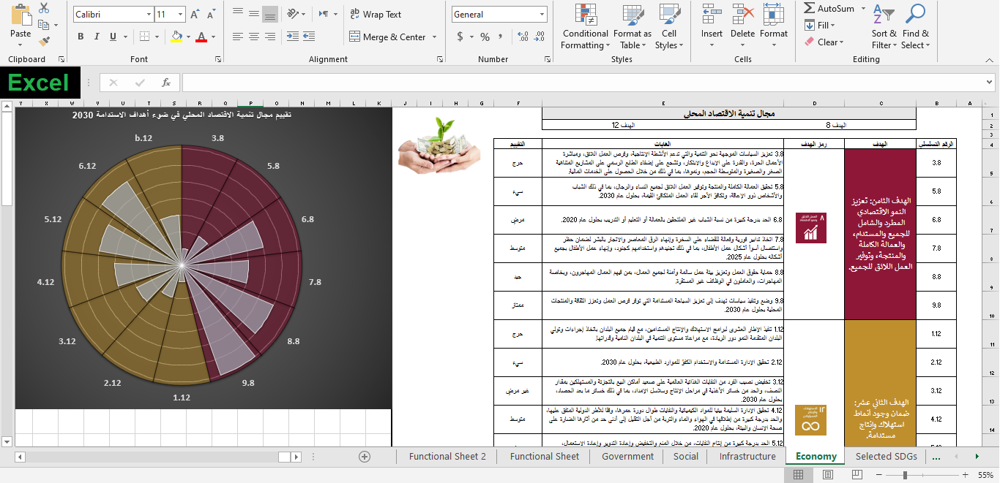 Calibri 11 Wrap Text General AutoSum
Paste B I U Merge & Center $ % Conditional Formatting Format as Table Cell Styles Insert Delete Format Fill Clear Sort & Filter Find & Select
Clipboard Font Alignment Number Styles Cells Editing
Excel fx
Y X W V U T S R Q P O N M L K J I H G F E D C B A
تقييم مجال تنمية الاقتصاد المحلي في ضوء أهداف الاستدامة 2030
3.8
5.8
6.8
7.8
8.8
9.8
1.12
2.12
3.12
4.12
5.12
6.12
b.12
مجال تنمية الاقتصاد المحلي
الهدف 8 الهدف 12
الرقم التسلسلي الهدف رمز الهدف الغايات التقييم
3.8
الهدف الثامن: تعزيز
النمو الاقتصادي
المطرد والشامل
للجميع والمستدام،
والعمالة الكاملة
والمنتجة، وتوفير
العمل اللائق للجميع.
3.8 تعزيز السياسات الموجهة نحو التنمية والتي تدعم الأنشطة الإنتاجية، وفرص العمل اللائق، ومباشرة
الأعمال الحرة، والقدرة على الإبداع والابتكار، وتشجع على إضفاء الطابع الرسمي على المشاريع المتناهية
الصغر والصغيرة والمتوسطة الحجم، ونموها، بما في ذلك من خلال الحصول على الخدمات المالية.
حرج
5.8
5.8 تحقيق العمالة الكاملة والمنتجة وتوفير العمل اللائق لجميع النساء والرجال، بما في ذلك الشباب
والأشخاص ذوو الإعاقة، وتكافؤ الأجر لقاء العمل المتكافئ القيمة، بحلول عام 2030.
سيء
6.8
6.8 الحد بدرجة كبيرة من نسبة الشباب غير الملتحقين بالعمالة أو التعليم أو التدريب بحلول عام 2020.
مرضٍ
7.8
7.8 اتخاذ تدابير فورية وفعالة للقضاء على السخرة وإنهاء الرق المعاصر والاتجار بالبشر لضمان حظر
واستئصال أسوأ أشكال عمل الأطفال، بما في ذلك تجنيدهم واستخدامهم كجنود، وإنهاء عمل الأطفال بجميع
أشكاله بحلول عام 2025.
متوسط
8.8
8.8 حماية حقوق العمل وتعزيز بيئة عمل سالمة وآمنة لجميع العمال، بمن فيهم العمال المهاجرون، وبخاصة
المهاجرات، والعاملون في الوظائف غير المستقرة.
جيد
9.8
9.8 وضع وتنفيذ سياسات تهدف إلى تعزيز السياحة المستدامة التي توفر فرص العمل وتعزز الثقافة والمنتجات
المحلية بحلول عام 2030.
ممتاز
1.12
الهدف الثاني عشر:
ضمان وجود أنماط
استهلاك وإنتاج
مستدامة.
1.12 تنفيذ الإطار العشري لبرامج الاستهلاك والإنتاج المستدامين، مع قيام جميع البلدان باتخاذ إجراءات وتولي
البلدان المتقدمة النمو دور الريادة، مع مراعاة مستوى التنمية في البلدان النامية وقدراتها.
حرج
2.12
2.12 تحقيق الإدارة المستدامة والاستخدام الكفؤ للموارد الطبيعية، بحلول عام 2030.
سيء
3.12
3.12 تخفيض نصيب الفرد من النفايات الغذائية العالمية على صعيد أماكن البيع بالتجزئة والمستهلكين بمقدار
النصف، والحد من خسائر الأغذية في مراحل الإنتاج وسلاسل الإمداد، بما في ذلك خسائر ما بعد الحصاد،
بحلول عام 2030.
غير مرضٍ
4.12
4.12 تحقيق الإدارة السليمة بيئيا للمواد الكيميائية والنفايات طوال دورة عمرها، وفقا للأطر الدولية المتفق عليها،
والحد بدرجة كبيرة من إطلاقها في الهواء والماء والتربة من أجل التقليل إلى أدنى حد من آثارها الضارة على
صحة الإنسان والبيئة، بحلول عام 2020.
متوسط
5.12 الحد بدرجة كبيرة من إنتاج النفايات، من خلال المنع والتخفيض وإعادة التدوير وإعادة الاستعمال،
Functional Sheet 2 Functional Sheet Government Social Infrastructure Economy Selected SDGs ...
55%